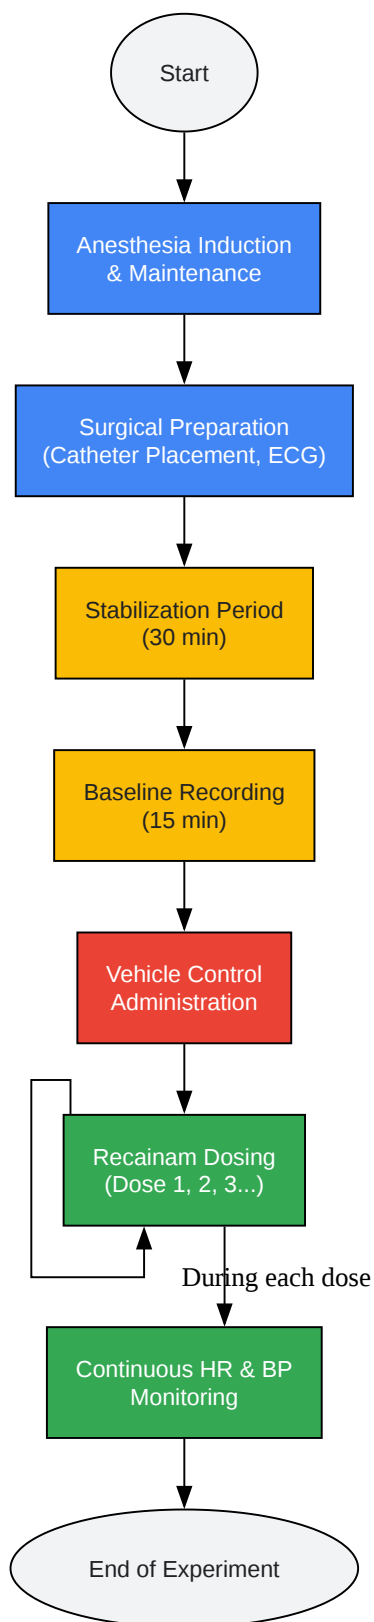 Start
Anesthesia Induction
& Maintenance
Surgical Preparation
(Catheter Placement, ECG)
Stabilization Period
(30 min)
Baseline Recording
(15 min)
Vehicle Control
Administration
Recainam Dosing
(Dose 1, 2, 3...)
During each dose
Continuous HR & BP
Monitoring
End of Experiment